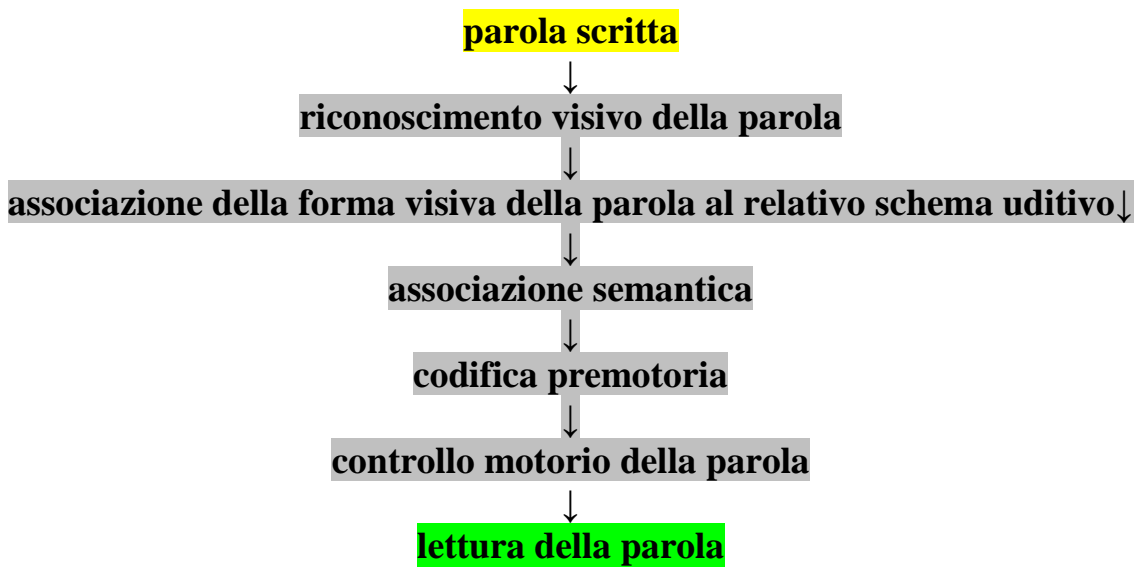 parola scritta
↓
riconoscimento visivo della parola
↓
associazione della forma visiva della parola al relativo schema uditivo↓
↓
associazione semantica
↓
codifica premotoria
↓
controllo motorio della parola
↓
lettura della parola